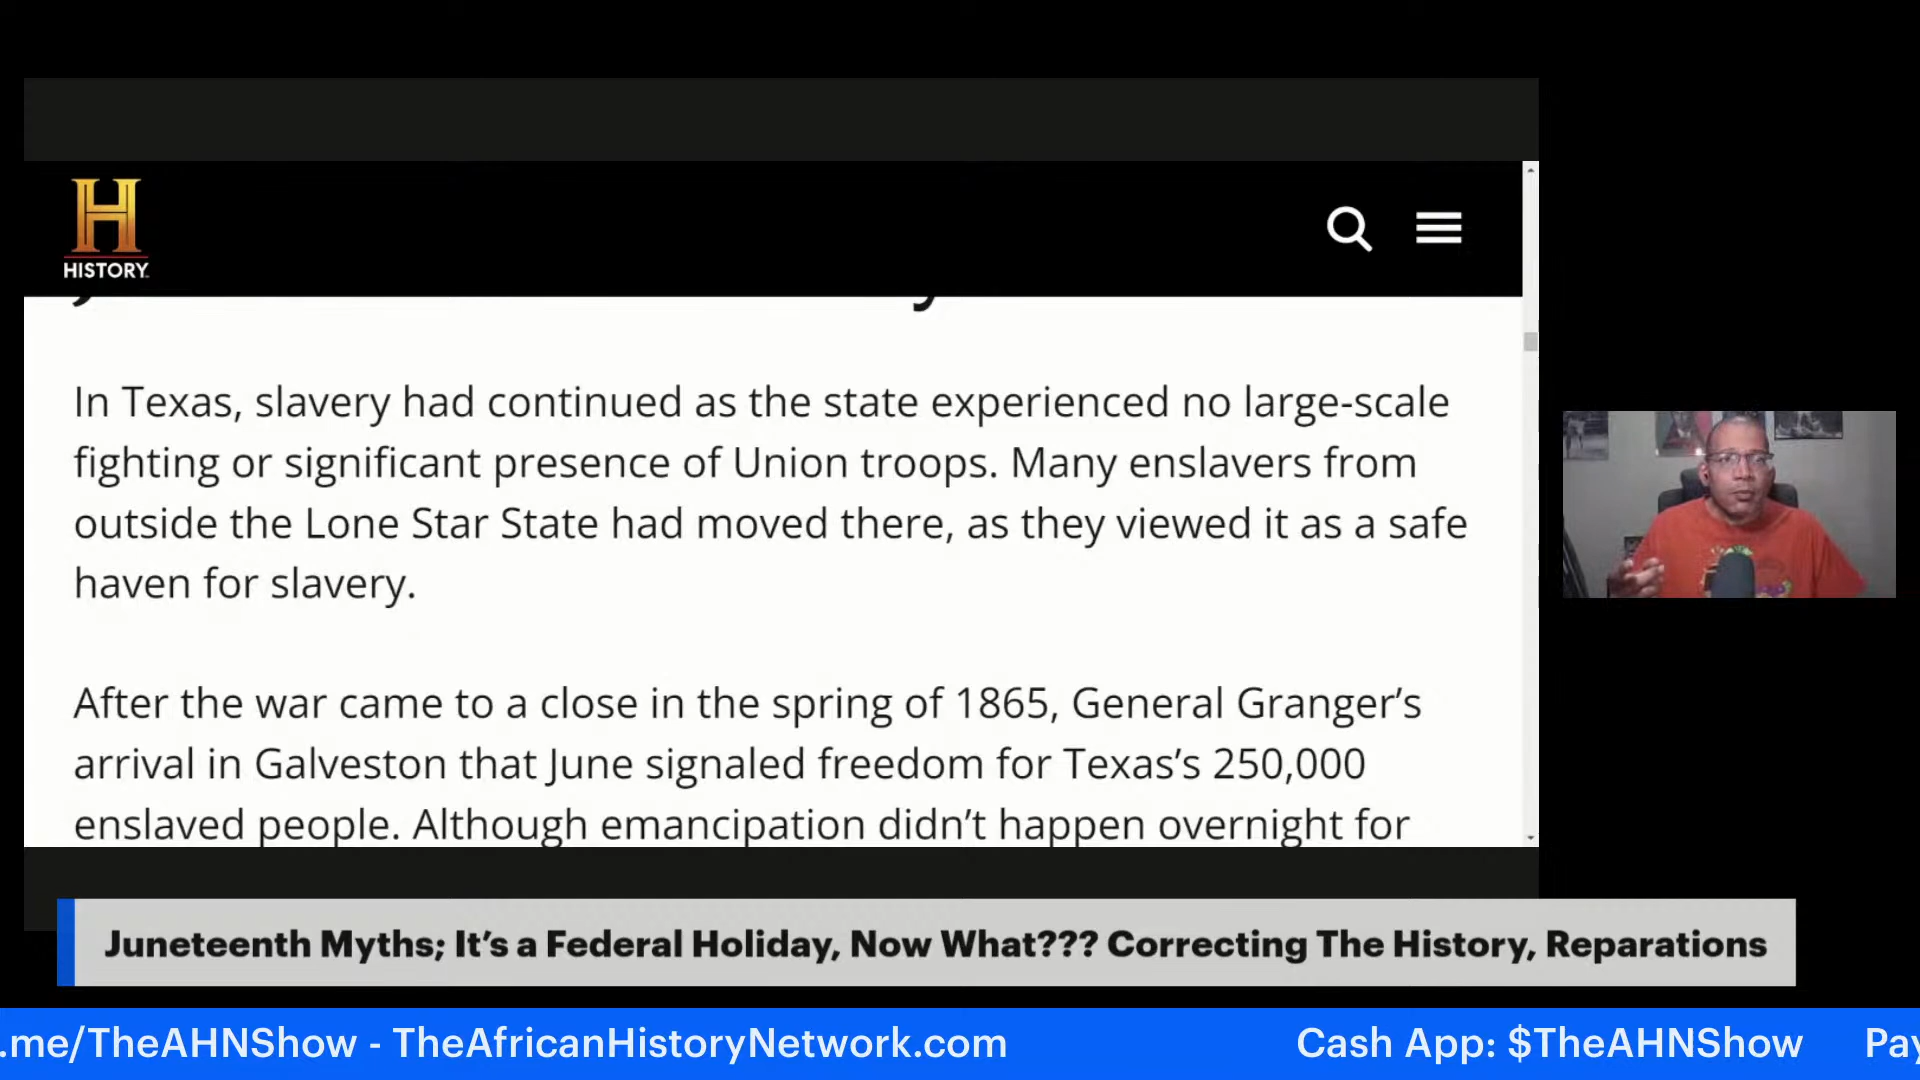 HISTORY
In Texas, slavery had continued as the state experienced no large-scale
fighting or significant presence of Union troops. Many enslavers from
outside the Lone Star State had moved there, as they viewed it as a safe
haven for slavery.
After the war came to a close in the spring of 1865, General Granger’s
arrival in Galveston that June signaled freedom for Texas’s 250,000
enslaved people. Although emancipation didn’t happen overnight for
Juneteenth Myths; It’s a Federal Holiday, Now What??? Correcting The History, Reparations
.me/TheAHNShow - TheAfricanHistoryNetwork.com Cash App: $TheAHNShow Pay